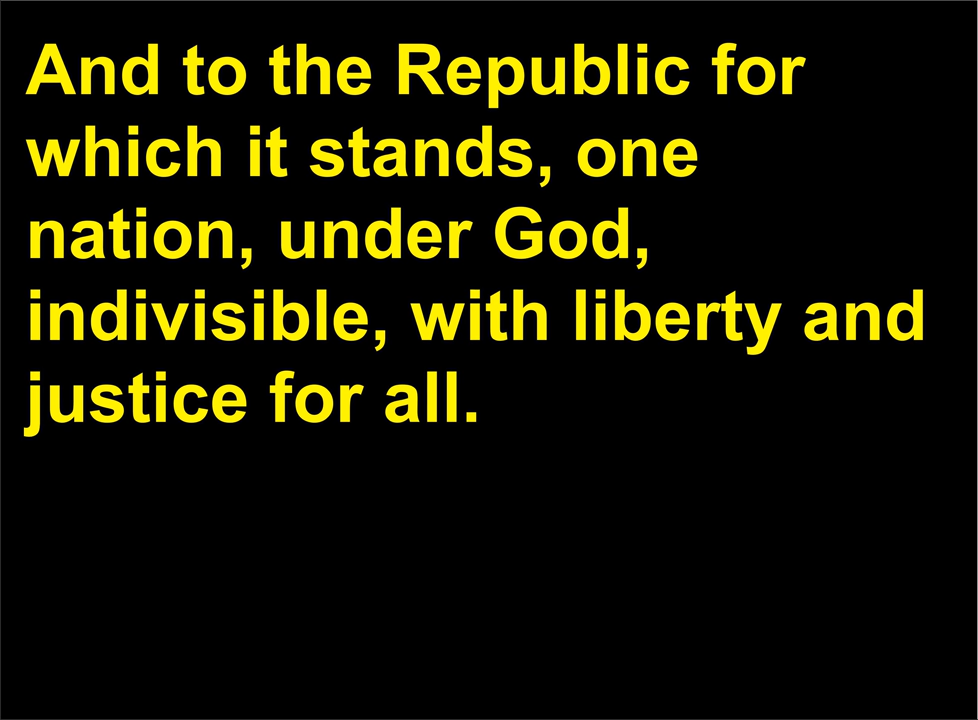 And to the Republic for
which it stands, one
nation, under God,
indivisible, with liberty and
justice for all.